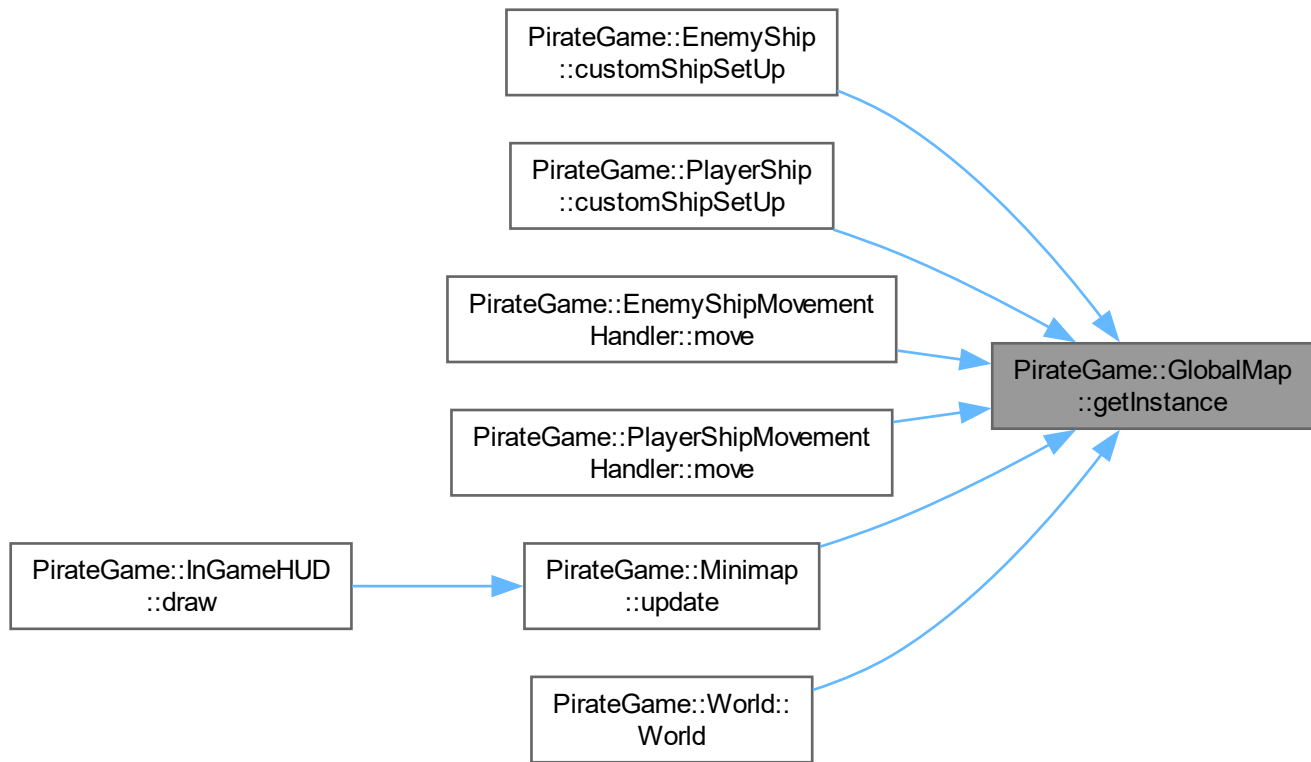 PirateGame::EnemyShip
::customShipSetUp
PirateGame::PlayerShip
::customShipSetUp
PirateGame::EnemyShipMovement
Handler::move
PirateGame::GlobalMap
::getInstance
PirateGame::PlayerShipMovement
Handler::move
PirateGame::InGameHUD
::draw
PirateGame::Minimap
::update
PirateGame::World::
World